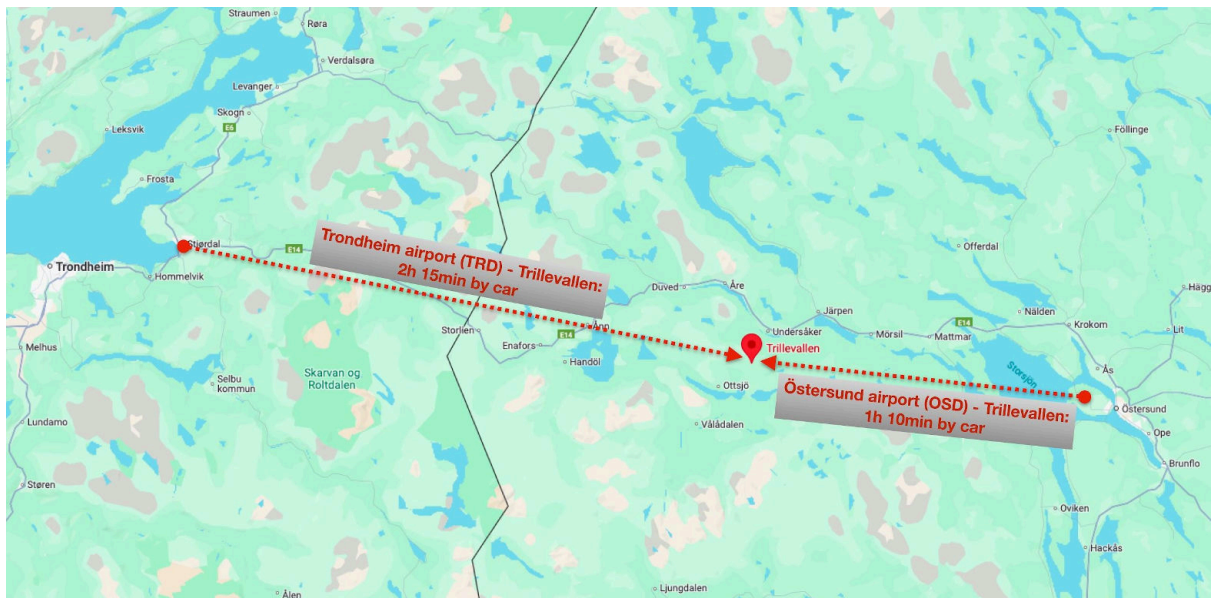 Straumen
Røra
Verdalsøra
Levanger
Skogn
E6
Leksvik
Frosta
Föllinge
Stjørdal
E14
Trondheim
Hommelvik
Trondheim airport (TRD) - Trillevallen:
2h 15min by car
Offerdal
Duved
Åre
Hägg
Järpen
Nälden
Krokom
Storlien
Ånn
E14
Undersåker
Mörsil
Mattmar
E14
Lit
Melhus
Enafors
Handöl
Trillevallen
Skarvan og
Roltdalen
Selbu
kommun
Ottsjö
Storsjön
Ås
Östersund airport (OSD) - Trillevallen:
1h 10min by car
Östersund
Lundamo
Vålådalen
Ope
Brunflo
Støren
Oviken
Hackås
Ålen
Ljungdalen